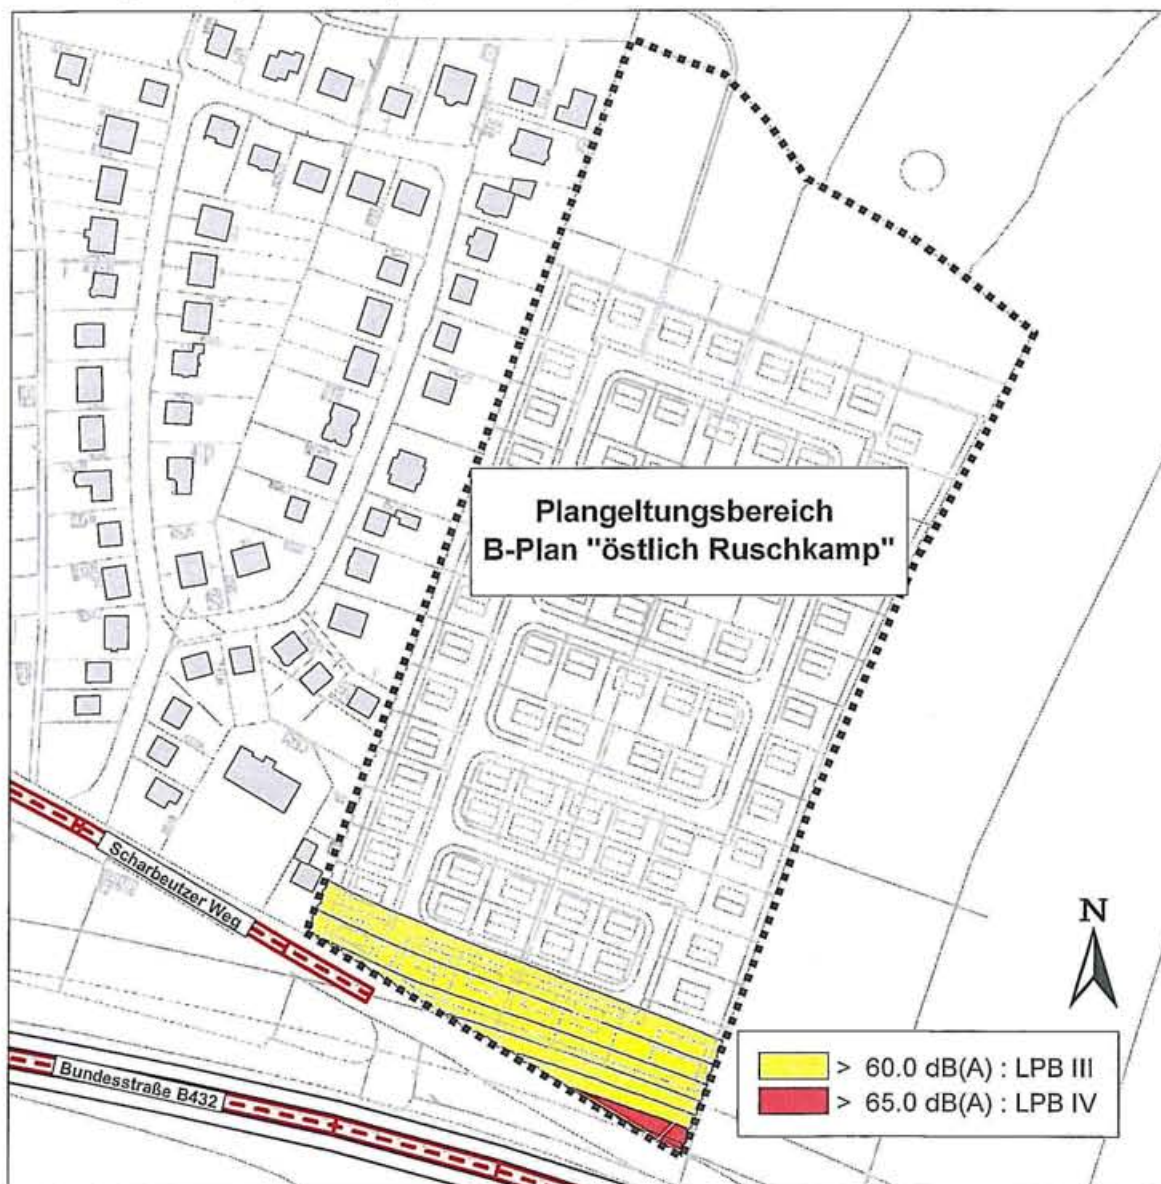 Plangeltungsbereich
B-Plan "östlich Ruschkamp"
Scharbeutzer Weg
Bundesstraße B432
N
> 60.0 dB(A) : LPB III
> 65.0 dB(A) : LPB IV